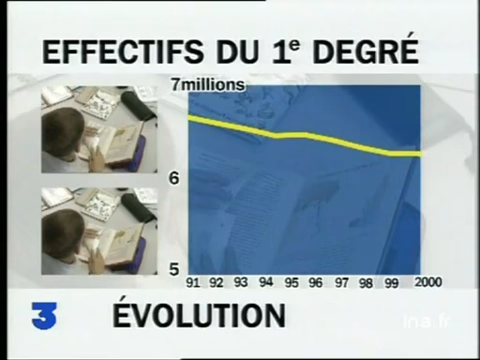 EFFECTIFS DU 1e DEGRÉ
7millions
6
5
91 92 93 94 95 96 97 98 99 2000
3 ÉVOLUTION
ina.fr